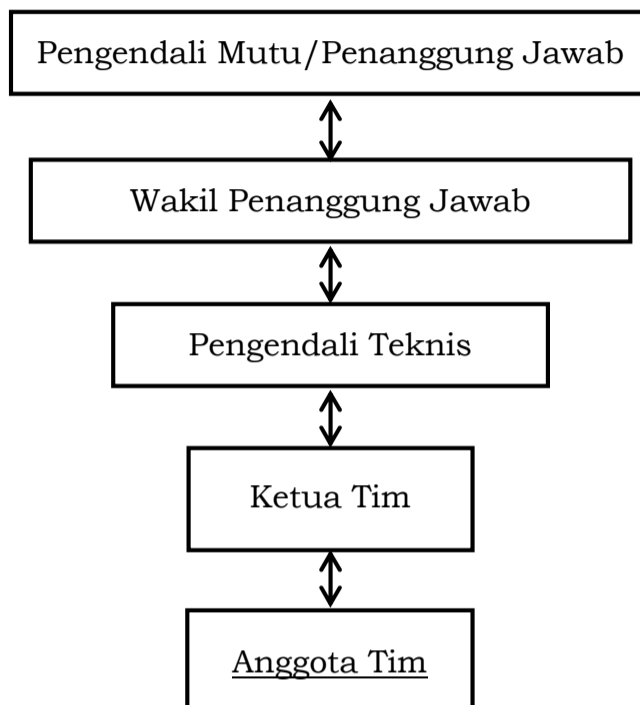 Pengendali Mutu/Penanggung Jawab
Wakil Penanggung Jawab
Pengendali Teknis
Ketua Tim
Anggota Tim